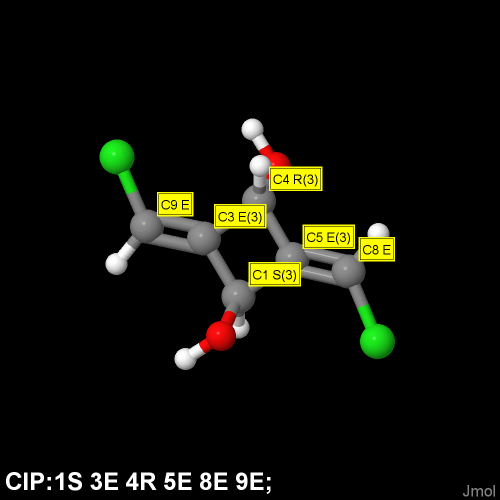 C4 R(3)
C9 E
C3 E(3)
C5 E(3)
C8 E
C1 S(3)
CIP:1S 3E 4R 5E 8E 9E;
Jmol